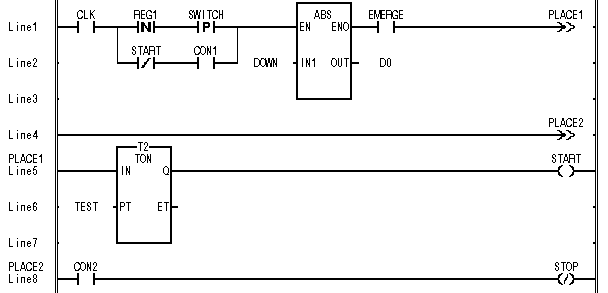 CLK REG1 SWITCH ABS EMERGE PLACE1
Line1 N P EN ENO
START CON1
Line2 DOWN IN1 OUT D0
Line3
PLACE2
Line4
PLACE1 T2 START
Line5 TON
IN Q
Line6 TEST PT ET
Line7
PLACE2 CON2 STOP
Line8